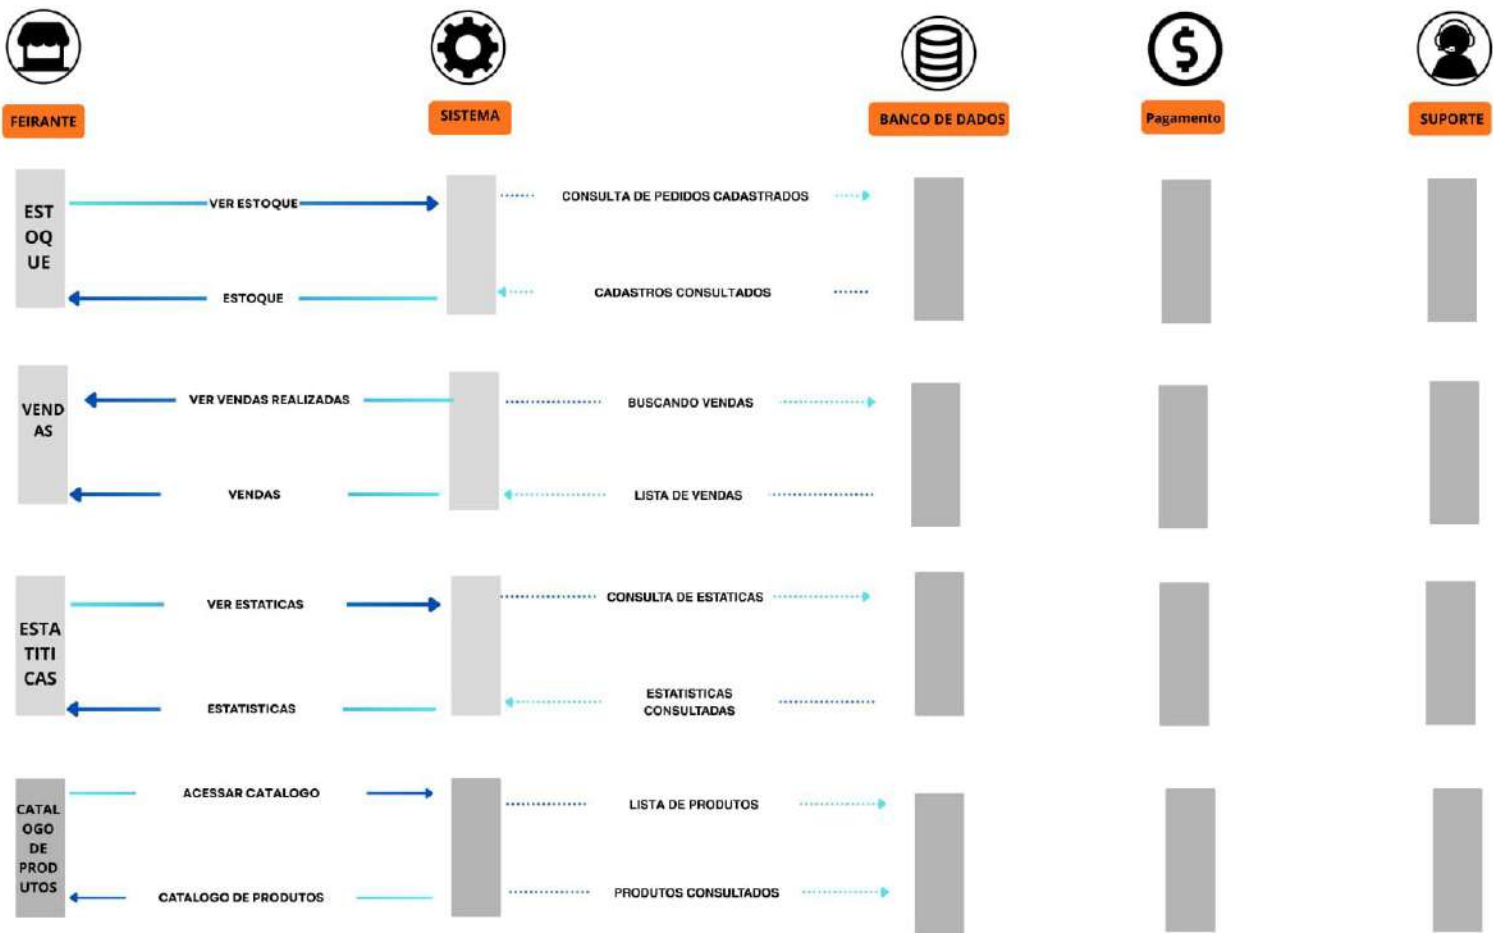 FEIRANTE
SISTEMA
BANCO DE DADOS
Pagamento
SUPORTE
EST
OQ
UE
VER ESTOQUE
CONSULTA DE PEDIDOS CADASTRADOS
ESTOQUE
CADASTROS CONSULTADOS
VEND
AS
VER VENDAS REALIZADAS
BUSCANDO VENDAS
VENDAS
LISTA DE VENDAS
ESTA
TITI
CAS
VER ESTATICAS
CONSULTA DE ESTATICAS
ESTATISTICAS
ESTATISTICAS
CONSULTADAS
CATAL
OGO
DE
PROD
UTOS
ACESSAR CATALOGO
LISTA DE PRODUTOS
CATALOGO DE PRODUTOS
PRODUTOS CONSULTADOS